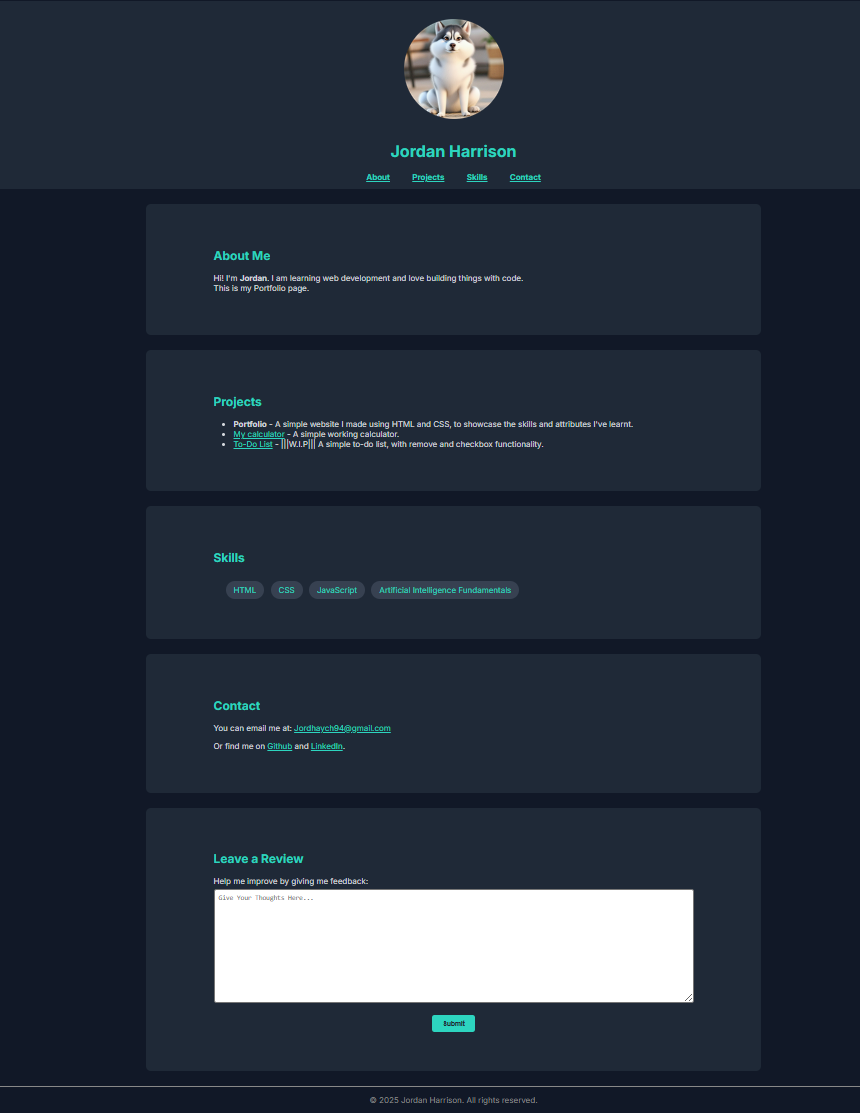 Jordan Harrison
About Projects Skills Contact
About Me
Hi! I'm Jordan. I am learning web development and love building things with code.
This is my Portfolio page.
Projects
Portfolio - A simple website I made using HTML and CSS, to showcase the skills and attributes I've learnt.
My calculator - A simple working calculator.
To-Do List - |||W.I.P||| A simple to-do list, with remove and checkbox functionality.
Skills
HTML CSS JavaScript Artificial Intelligence Fundamentals
Contact
You can email me at: Jordhaych94@gmail.com
Or find me on Github and LinkedIn.
Leave a Review
Help me improve by giving me feedback:
Give Your Thoughts Here...
Submit
© 2025 Jordan Harrison. All rights reserved.